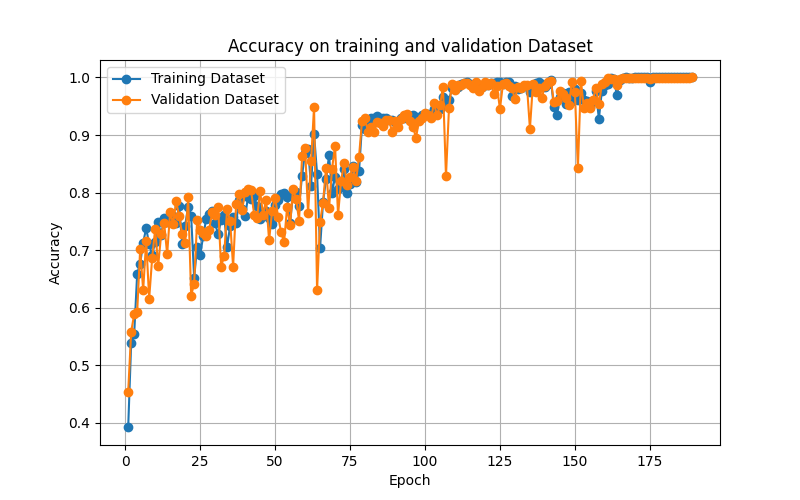 Accuracy on training and validation Dataset
Training Dataset
Validation Dataset
1.0
0.9
0.8
0.7
0.6
0.5
0.4
Accuracy
0 25 50 75 100 125 150 175
Epoch